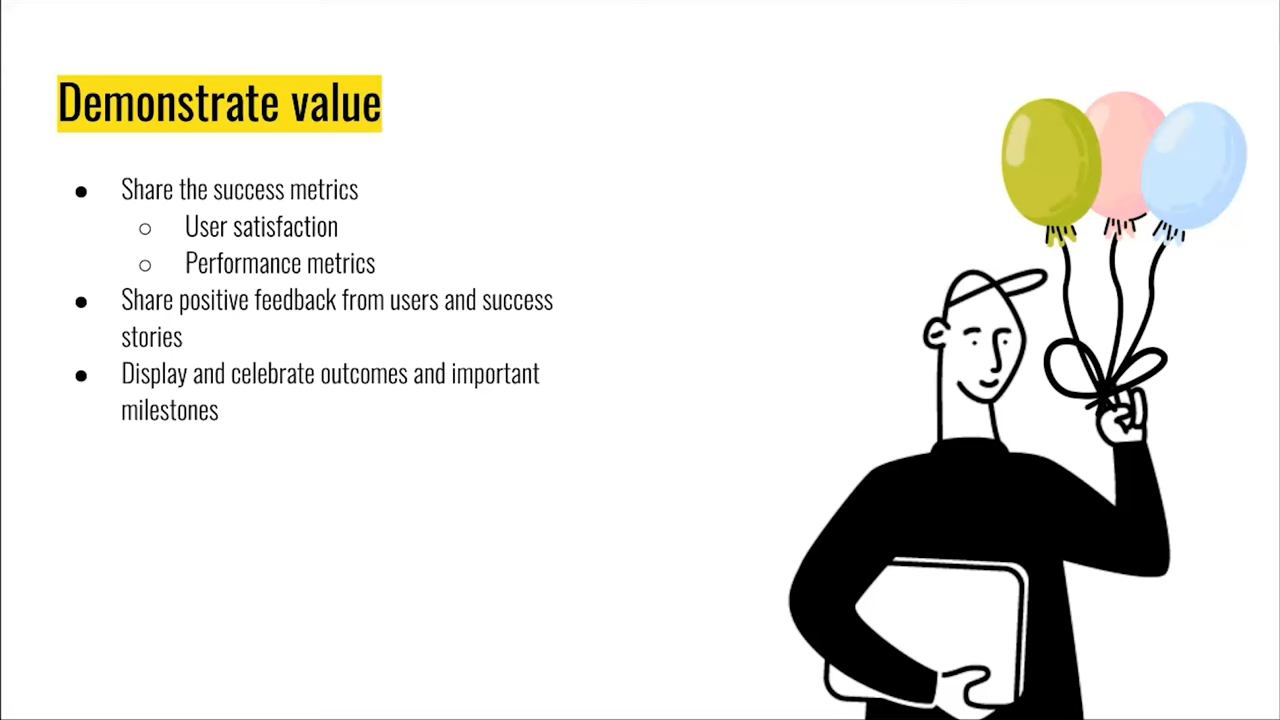 Demonstrate value
● Share the success metrics
○ User satisfaction
○ Performance metrics
● Share positive feedback from users and success
stories
● Display and celebrate outcomes and important
milestones